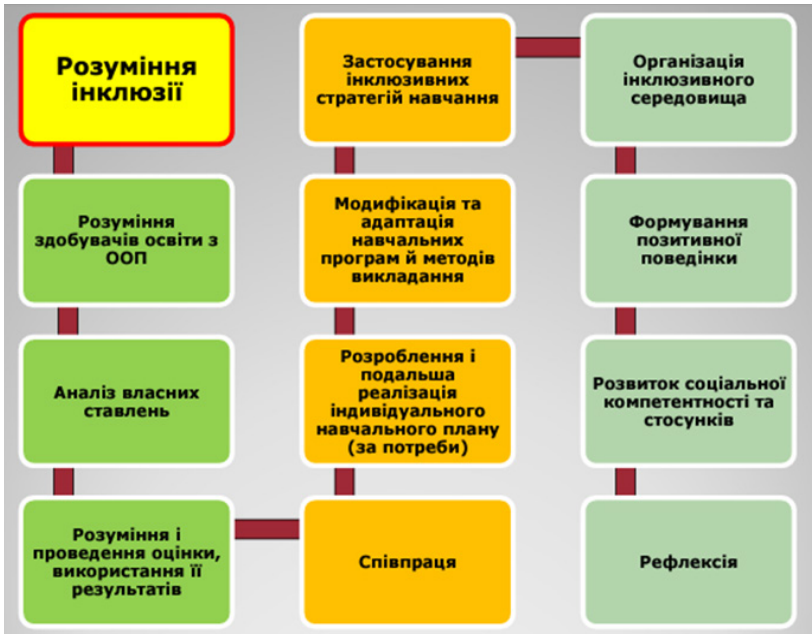 Розуміння
інклюзії
Розуміння
здобувачів освіти з
ООП
Аналіз власних
ставлень
Розуміння і
проведення оцінки,
використання її
результатів
Співпраця
Розроблення і
подальша
реалізація
індивідуального
навчального плану
(за потреби)
Модифікація та
адаптація
навчальних
програм й методів
викладання
Застосування
інклюзивних
стратегій навчання
Організація
інклюзивного
середовища
Формування
позитивної
поведінки
Розвиток соціальної
компетентності та
стосунків
Рефлексія